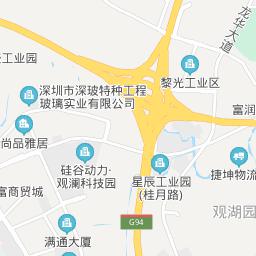 龙华大道
工业园
黎光工业区
深圳市深玻特种工程
玻璃实业有限公司
富润
尚品雅居
硅谷动力·
观澜科技园
星辰工业园
(桂月路)
捷坤物流
富商贸城
观湖园
G94
满通大厦